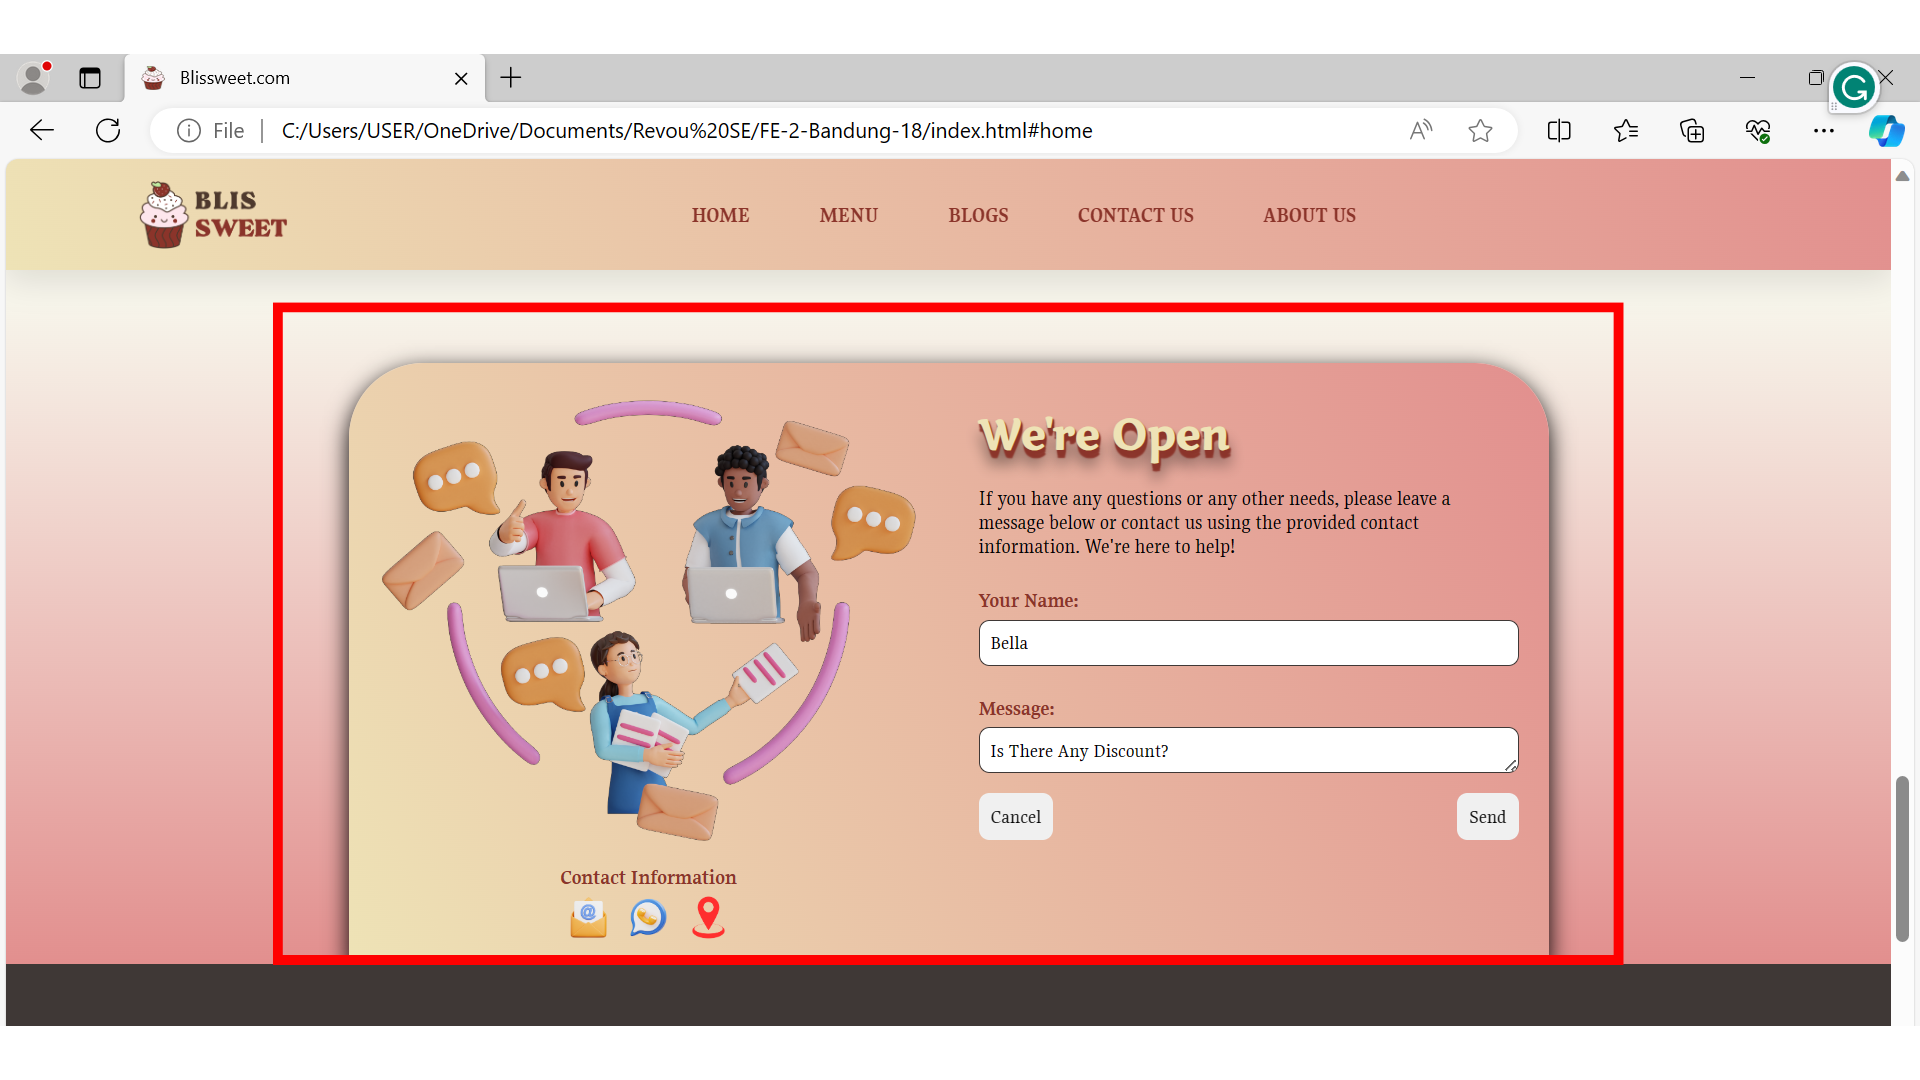 Blissweet.com
File
C:/Users/USER/OneDrive/Documents/Revou%20SE/FE-2-Bandung-18/index.html#home
BLIS
SWEET
HOME MENU BLOGS CONTACT US ABOUT US
We're Open
If you have any questions or any other needs, please leave a
message below or contact us using the provided contact
information. We're here to help!
Your Name:
Bella
Message:
Is There Any Discount?
Cancel Send
Contact Information